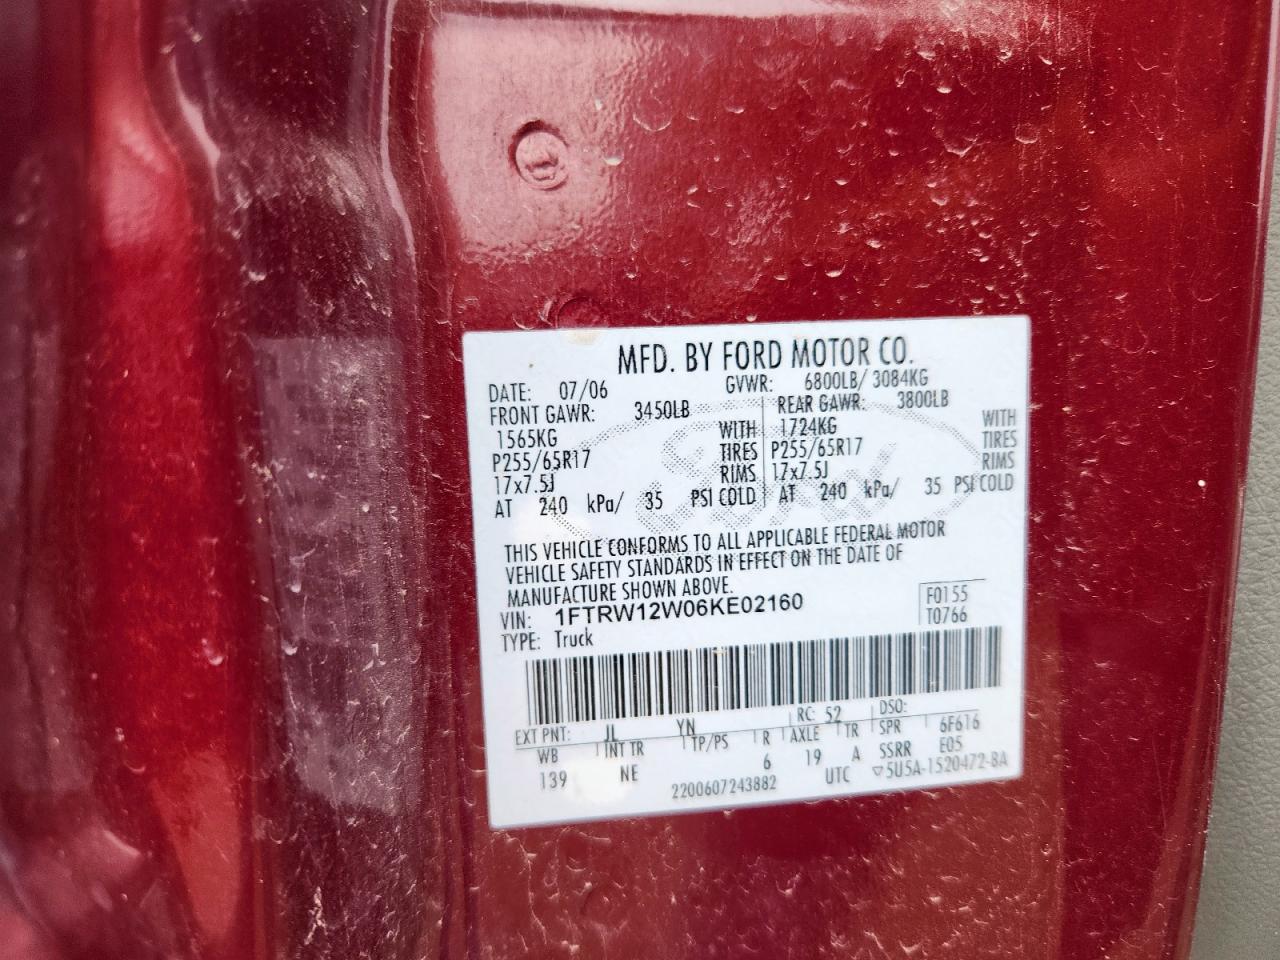 MFD. BY FORD MOTOR CO.
DATE: 07/06 GVWR: 6800LB/ 3084KG
FRONT GAWR: 3450LB REAR GAWR: 3800LB
1565KG WITH 1724KG WITH
P255/65R17 TIRES P255/65R17 TIRES
17x7.5J RIMS 17x7.5J RIMS
AT 240 kPa/ 35 PSI COLD AT 240 kPa/ 35 PSI COLD
Ford
THIS VEHICLE CONFORMS TO ALL APPLICABLE FEDERAL MOTOR
VEHICLE SAFETY STANDARDS IN EFFECT ON THE DATE OF
MANUFACTURE SHOWN ABOVE.
VIN: 1FTRW12W06KE02160 F0155
TYPE: Truck T0766
EXT PNT: JL YN RC: 52 DSO:
WB INT TR TP/PS R AXLE TR SPR 6F616
139 NE 6 19 A SSRR E05
2200607243882 UTC ▽5U5A-1520472-BA